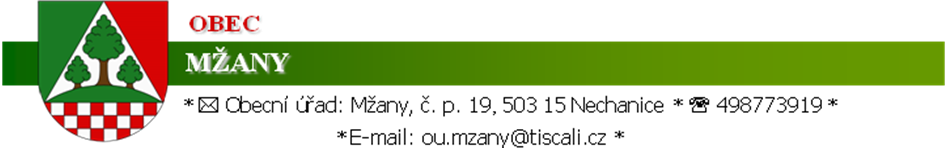 OBEC
MŽANY
* ✉ Obecní úřad: Mžany, č. p. 19, 503 15 Nechanice * ☎ 498773919 *
*E-mail: ou.mzany@tiscali.cz *